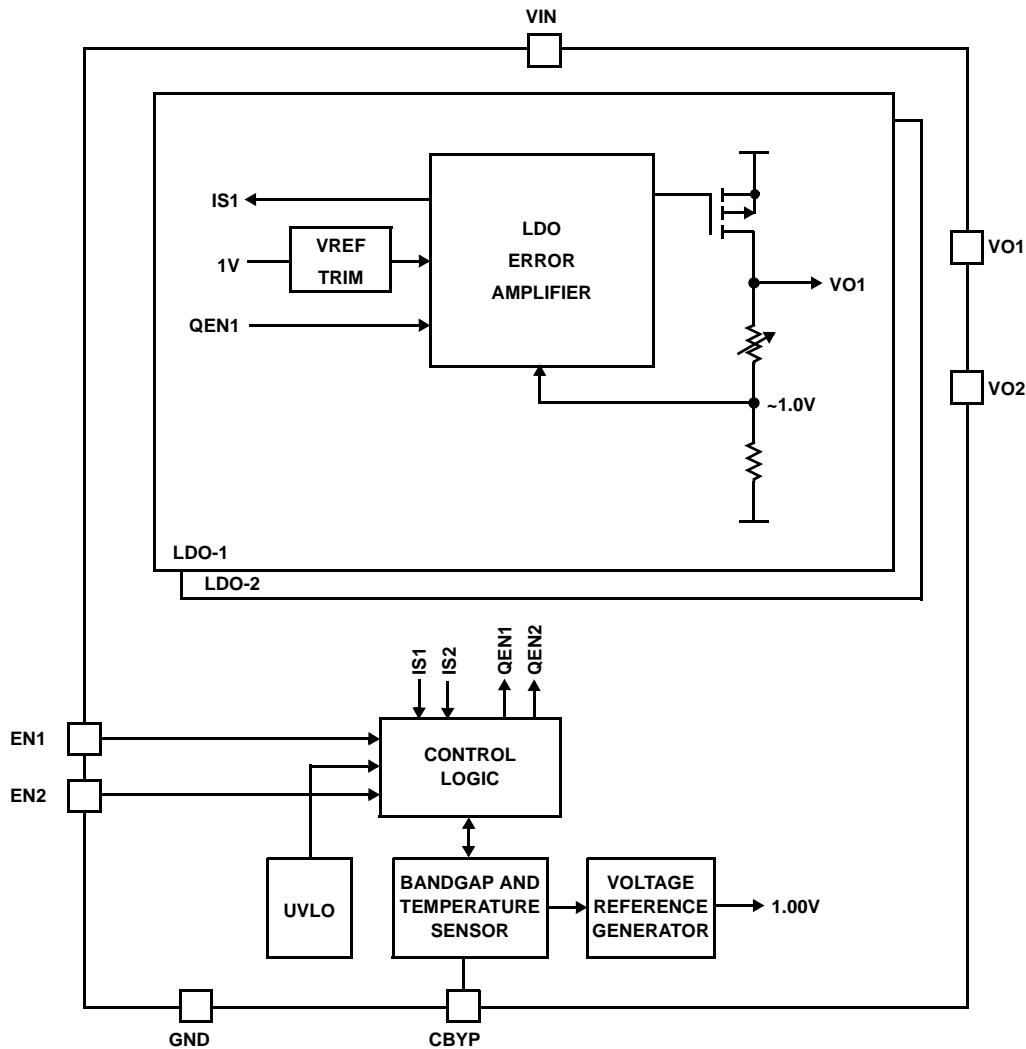 VIN
IS1
LDO
ERROR
AMPLIFIER
VREF
TRIM
1V
QEN1
VO1
~1.0V
VO1
VO2
LDO-1
LDO-2
IS1
IS2
QEN1
QEN2
EN1
EN2
CONTROL
LOGIC
UVLO
BANDGAP AND
TEMPERATURE
SENSOR
VOLTAGE
REFERENCE
GENERATOR
1.00V
GND
CBYP